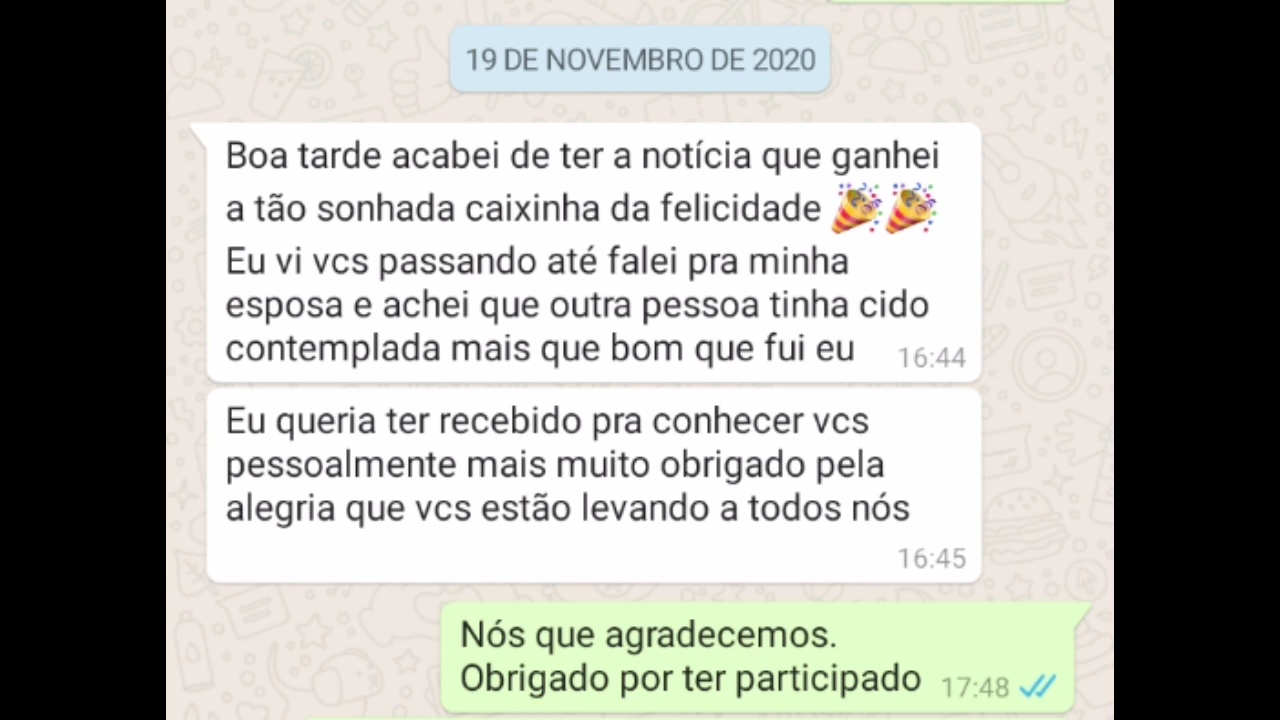 19 DE NOVEMBRO DE 2020
Boa tarde acabei de ter a notícia que ganhei
a tão sonhada caixinha da felicidade 🎉🎉
Eu vi vcs passando até falei pra minha
esposa e achei que outra pessoa tinha cido
contemplada mais que bom que fui eu 16:44
Eu queria ter recebido pra conhecer vcs
pessoalmente mais muito obrigado pela
alegria que vcs estão levando a todos nós
16:45
Nós que agradecemos.
Obrigado por ter participado 17:48